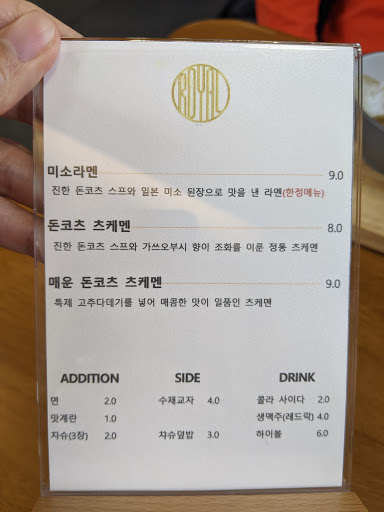 ROYAL
미소라멘 9.0
진한 돈코츠 스프와 일본 미소 된장으로 맛을 낸 라멘(한정메뉴)
돈코츠 츠케멘 8.0
진한 돈코츠 스프와 가쓰오부시 향이 조화를 이룬 정통 츠케멘
매운 돈코츠 츠케멘 9.0
특제 고추다데기를 넣어 매콤한 맛이 일품인 츠케멘
ADDITION SIDE DRINK
면 2.0 수제교자 4.0 콜라 사이다 2.0
맛계란 1.0 생맥주(레드락) 4.0
차슈(3장) 2.0 차슈덮밥 3.0 하이볼 6.0